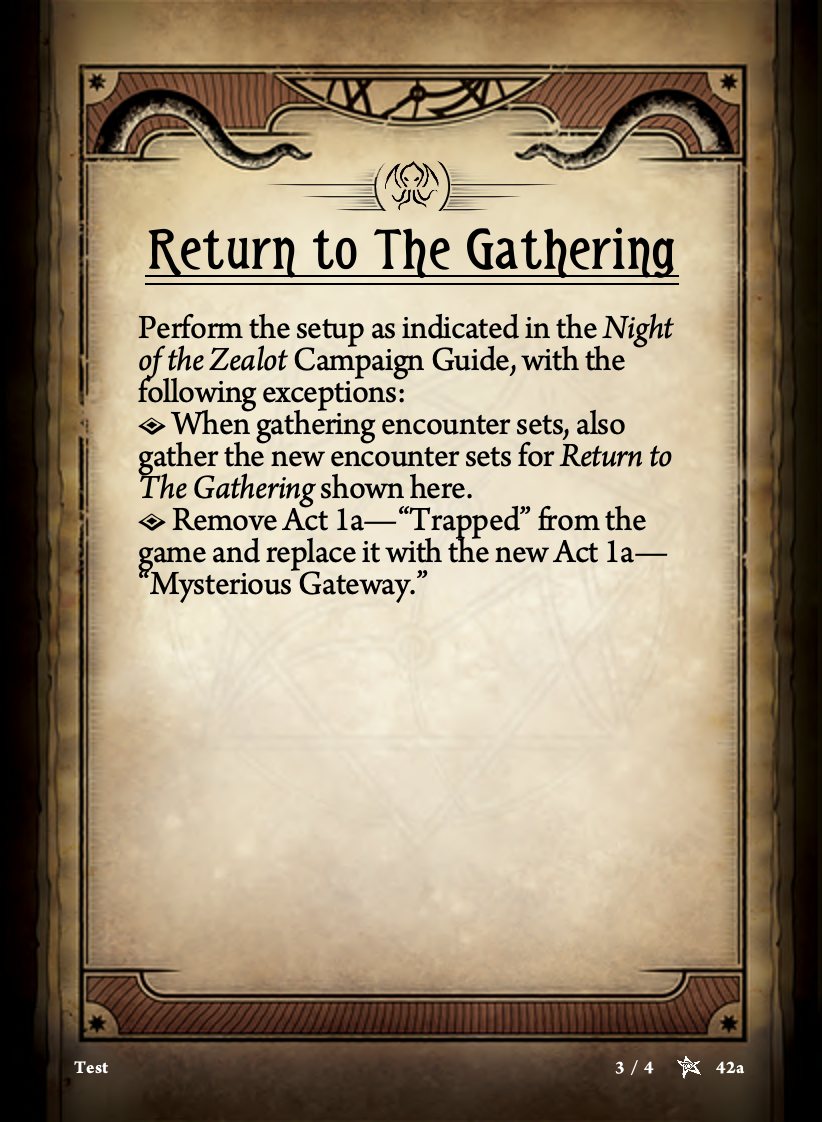 Return to The Gathering
Perform the setup as indicated in the Night
of the Zealot Campaign Guide, with the
following exceptions:
When gathering encounter sets, also
gather the new encounter sets for Return to
The Gathering shown here.
Remove Act 1a—“Trapped” from the
game and replace it with the new Act 1a—
“Mysterious Gateway.”
Test
3 / 4 42a